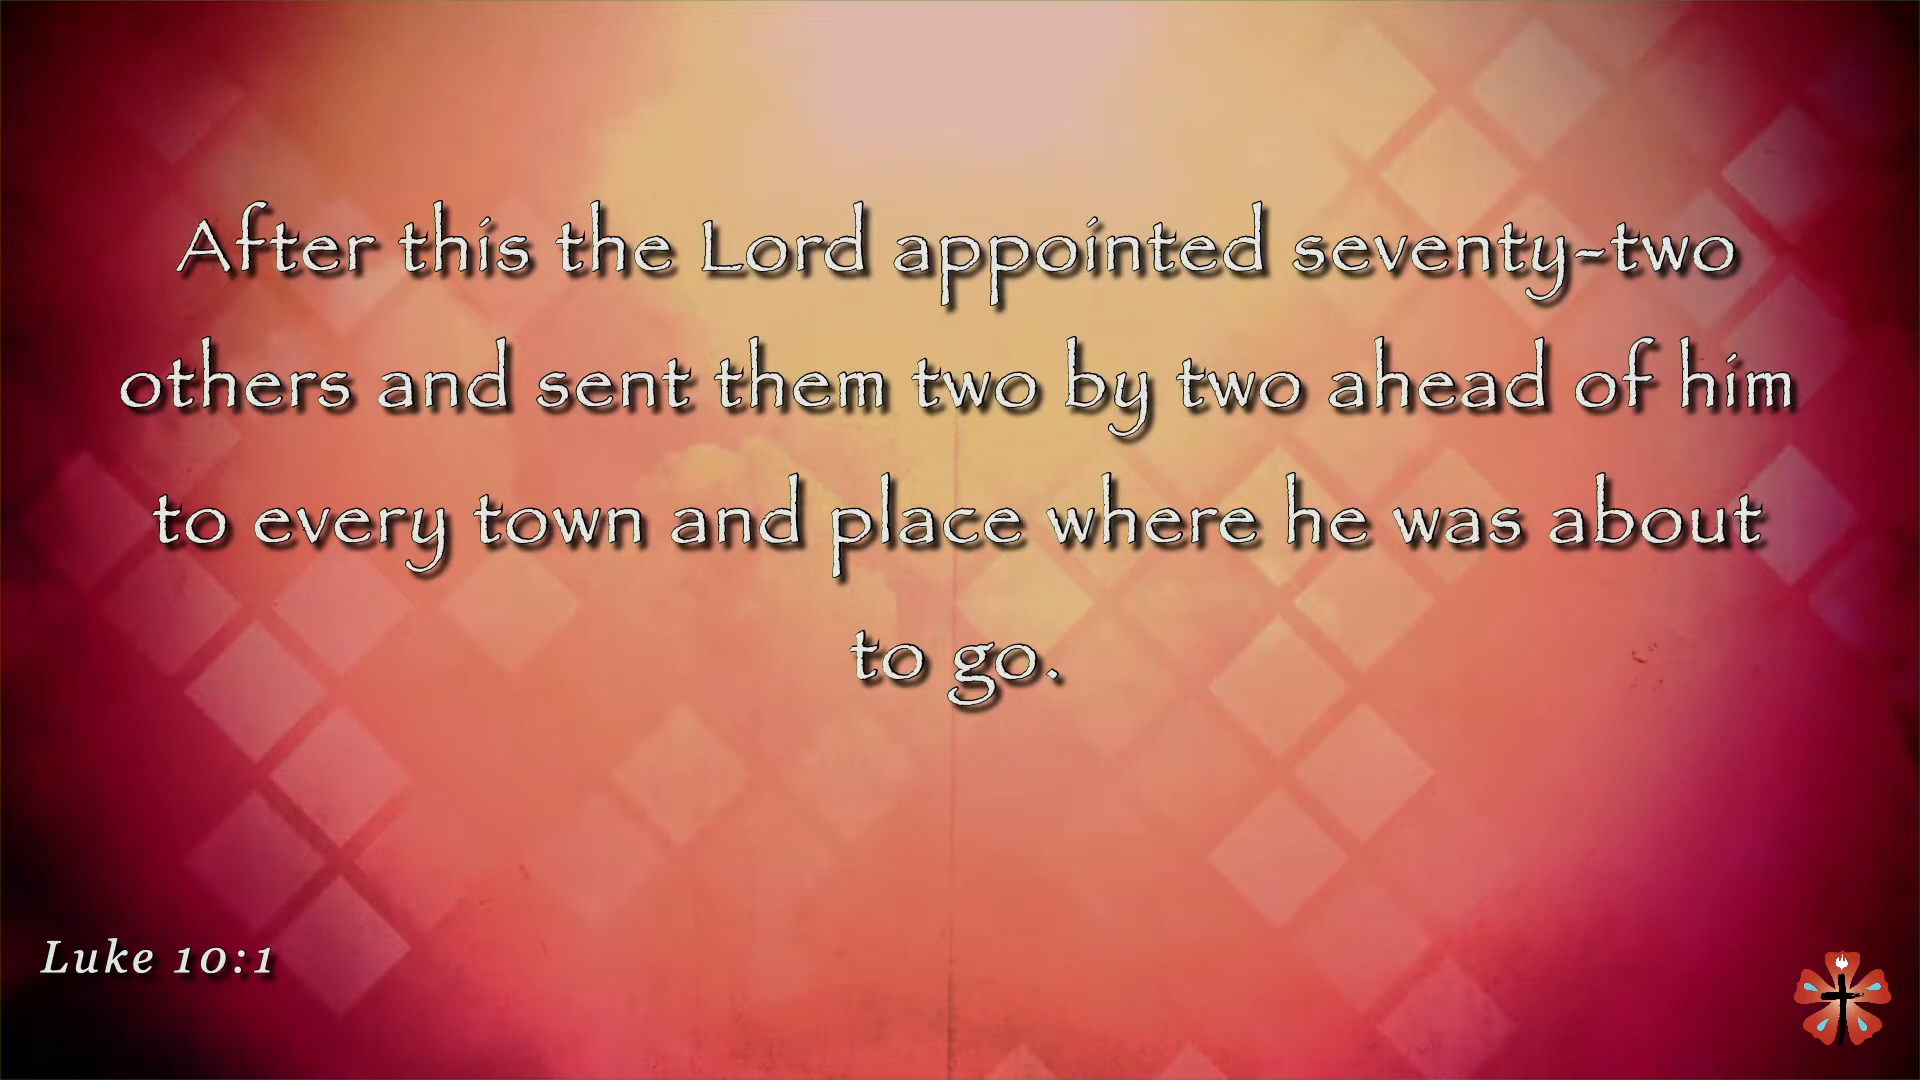 After this the Lord appointed seventy-two
others and sent them two by two ahead of him
to every town and place where he was about
to go.
Luke 10:1